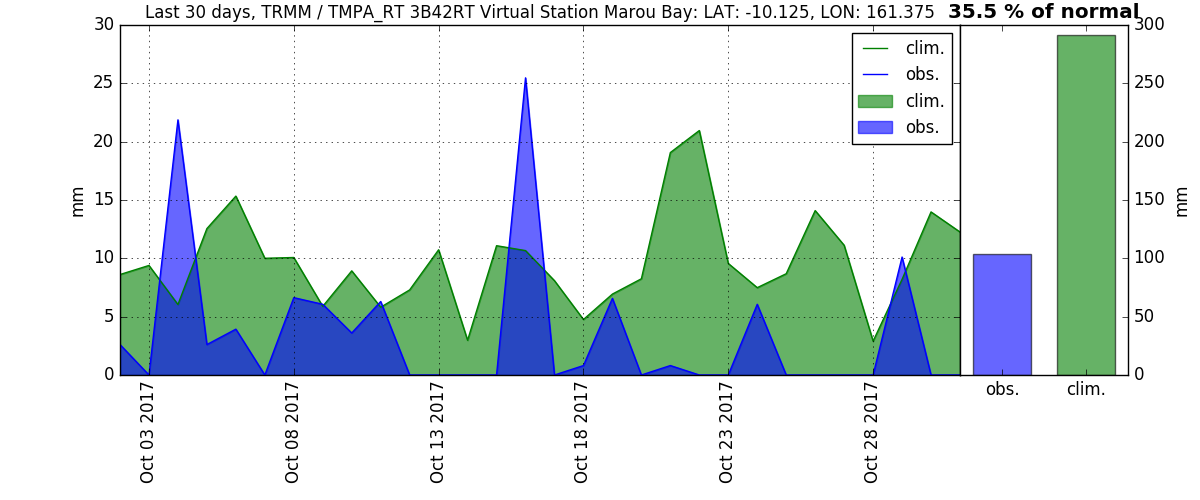 Last 30 days, TRMM / TMPA_RT 3B42RT Virtual Station Marou Bay: LAT: -10.125, LON: 161.375
35.5 % of normal
mm
30
25
20
15
10
5
0
clim.
obs.
clim.
obs.
Oct 03 2017
Oct 08 2017
Oct 13 2017
Oct 18 2017
Oct 23 2017
Oct 28 2017
300
250
200
150
100
50
0
mm
obs.
clim.